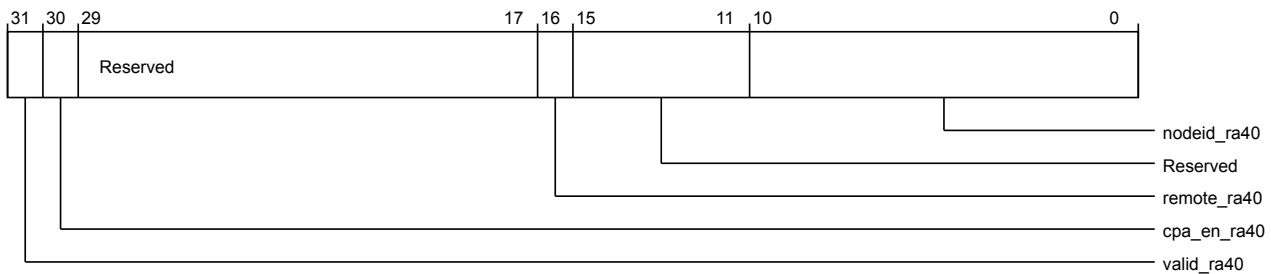 31 30 29 17 16 15 11 10 0
Reserved
nodeid_ra40
Reserved
remote_ra40
cpa_en_ra40
valid_ra40